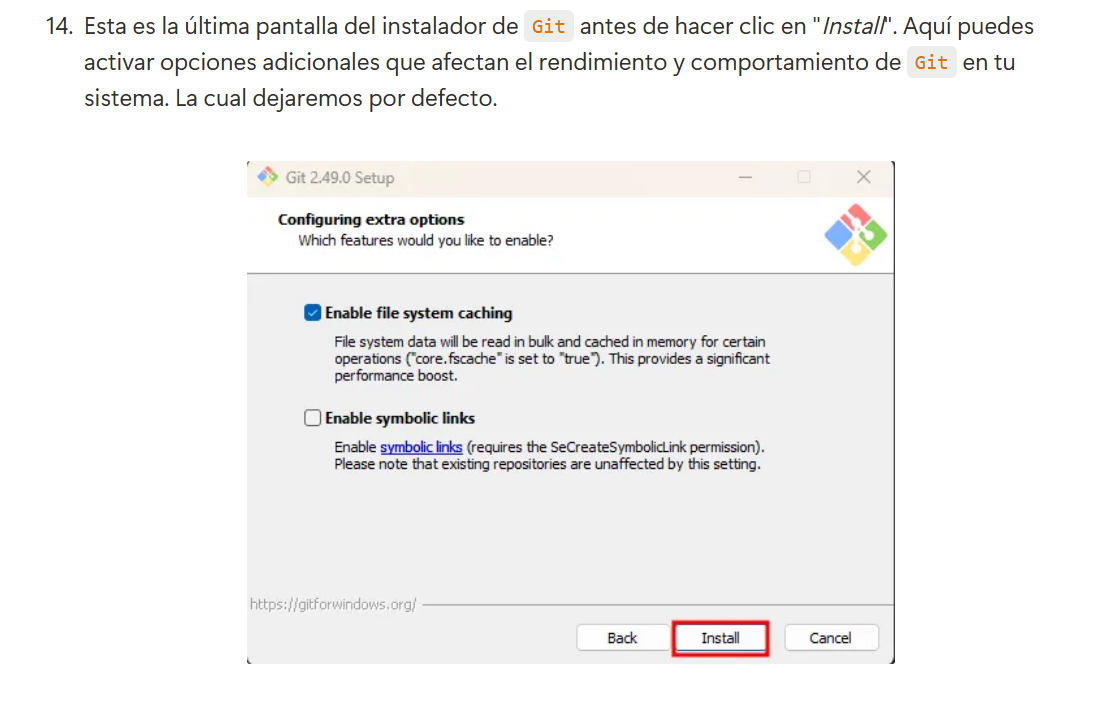 14. Esta es la última pantalla del instalador de Git antes de hacer clic en "Install". Aquí puedes
activar opciones adicionales que afectan el rendimiento y comportamiento de Git en tu
sistema. La cual dejaremos por defecto.
Git 2.49.0 Setup
Configuring extra options
Which features would you like to enable?
Enable file system caching
File system data will be read in bulk and cached in memory for certain
operations ("core.fscache" is set to "true"). This provides a significant
performance boost.
Enable symbolic links
Enable symbolic links (requires the SeCreateSymbolicLink permission).
Please note that existing repositories are unaffected by this setting.
https://gitforwindows.org/
Back Install Cancel